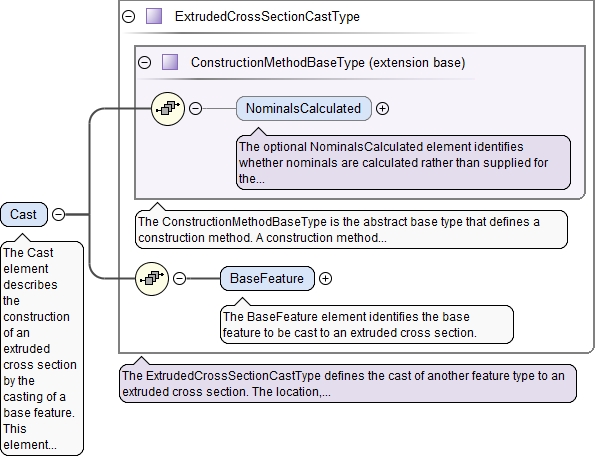 ExtrudedCrossSectionCastType
ConstructionMethodBaseType (extension base)
NominalsCalculated
The optional NominalsCalculated element identifies
whether nominals are calculated rather than supplied for
the...
The ConstructionMethodBaseType is the abstract base type that defines a
construction method. A construction method...
Cast
The Cast
element
describes
the
construction
of an
extruded
cross section
by the
casting of a
base feature.
This
element...
BaseFeature
The BaseFeature element identifies the base
feature to be cast to an extruded cross section.
The ExtrudedCrossSectionCastType defines the cast of another feature type to an
extruded cross section. The location,...